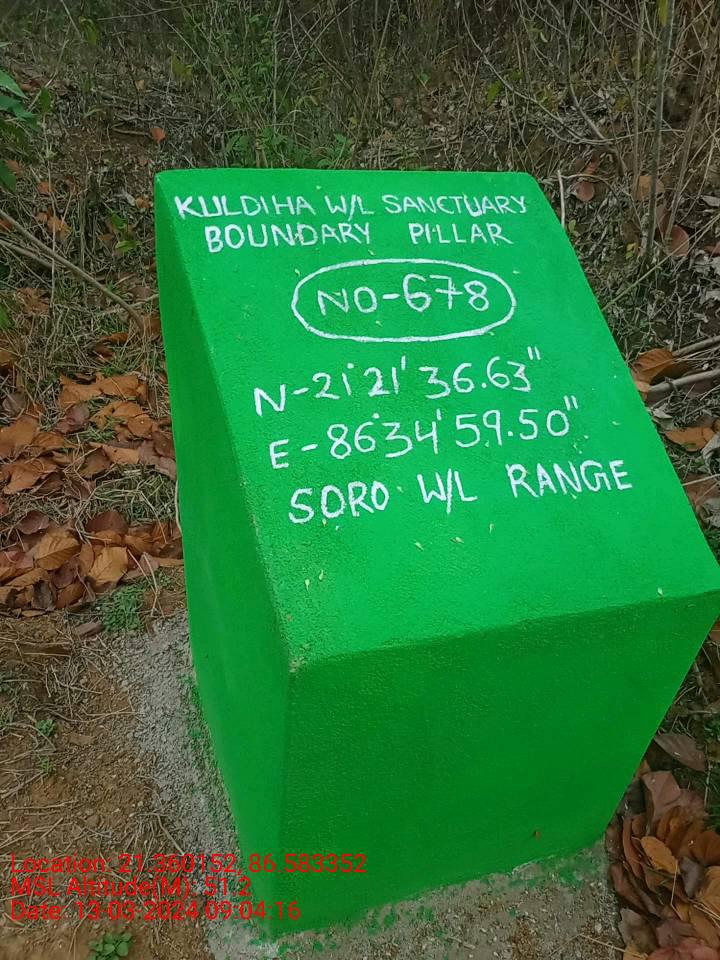 KULDIHA W/L SANCTUARY
BOUNDARY PILLAR
NO-678
N-21°21'36.63"
E-86°34'59.50"
SORO W/L RANGE
Location: 21.360152, 86.583352
MSL Altitude(M): 51.2
Date: 13-03-2024 09:04:16